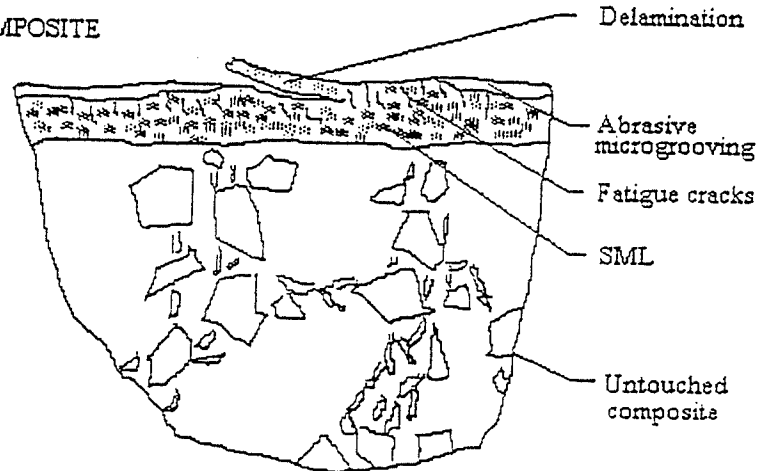 Delamination
Abrasive
microgrooving
Fatigue cracks
SML
Untouched
composite